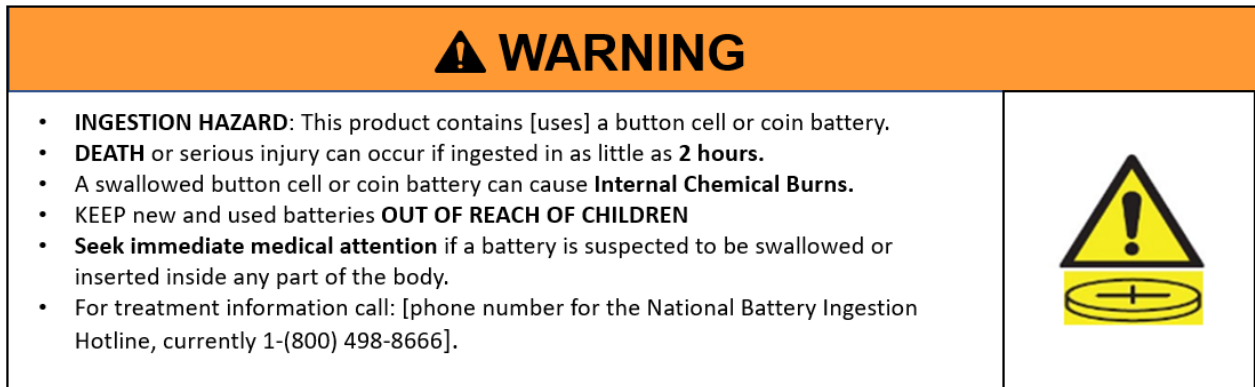 WARNING
• INGESTION HAZARD: This product contains [uses] a button cell or coin battery.
• DEATH or serious injury can occur if ingested in as little as 2 hours.
• A swallowed button cell or coin battery can cause Internal Chemical Burns.
• KEEP new and used batteries OUT OF REACH OF CHILDREN
• Seek immediate medical attention if a battery is suspected to be swallowed or
inserted inside any part of the body.
• For treatment information call: [phone number for the National Battery Ingestion
Hotline, currently 1-(800) 498-8666].